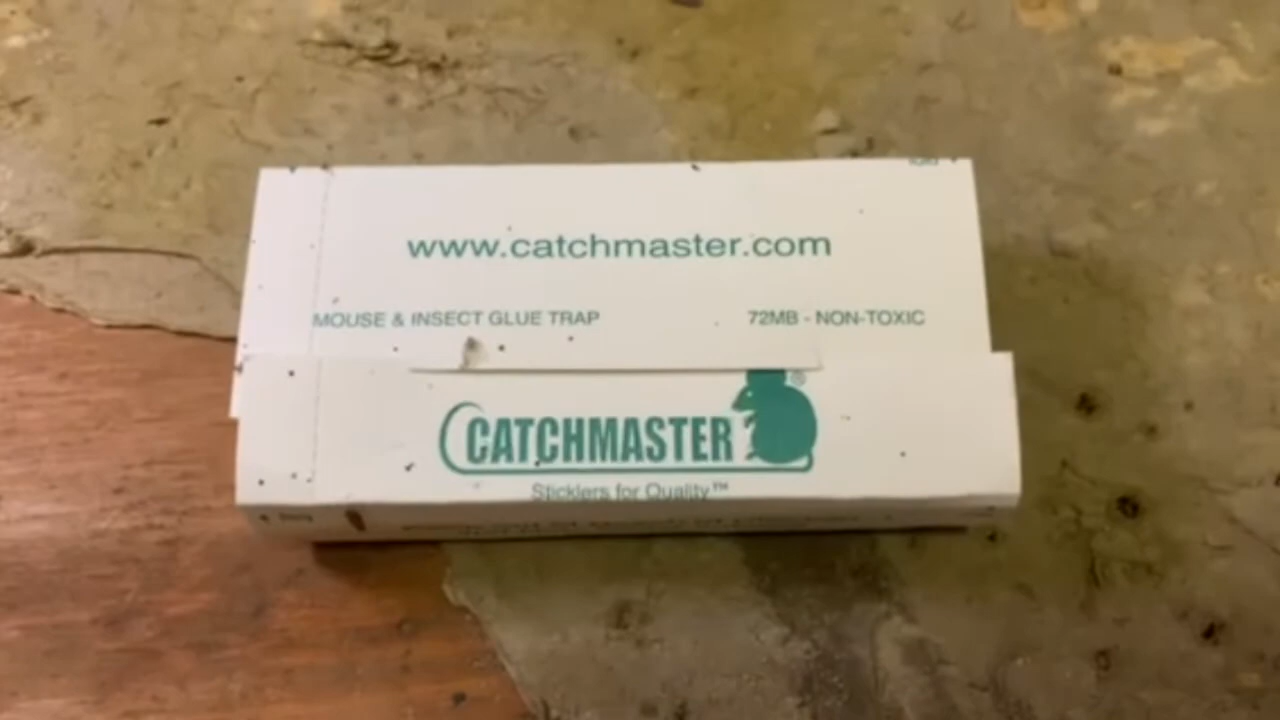 www.catchmaster.com
MOUSE & INSECT GLUE TRAP 72MB - NON-TOXIC
CATCHMASTER®
Sticklers for Quality™